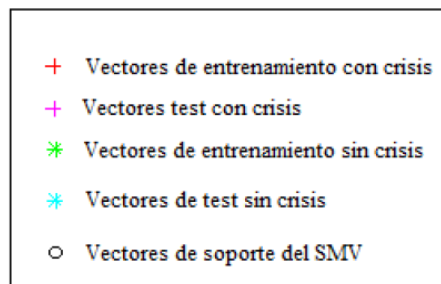 Vectores de entrenamiento con crisis
Vectores test con crisis
Vectores de entrenamiento sin crisis
Vectores de test sin crisis
Vectores de soporte del SMV